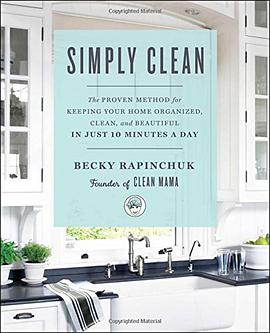 SIMPLY CLEAN
The PROVEN METHOD for
KEEPING YOUR HOME ORGANIZED,
CLEAN, and BEAUTIFUL
IN JUST 10 MINUTES A DAY
BECKY RAPINCHUK
Founder of CLEAN MAMA